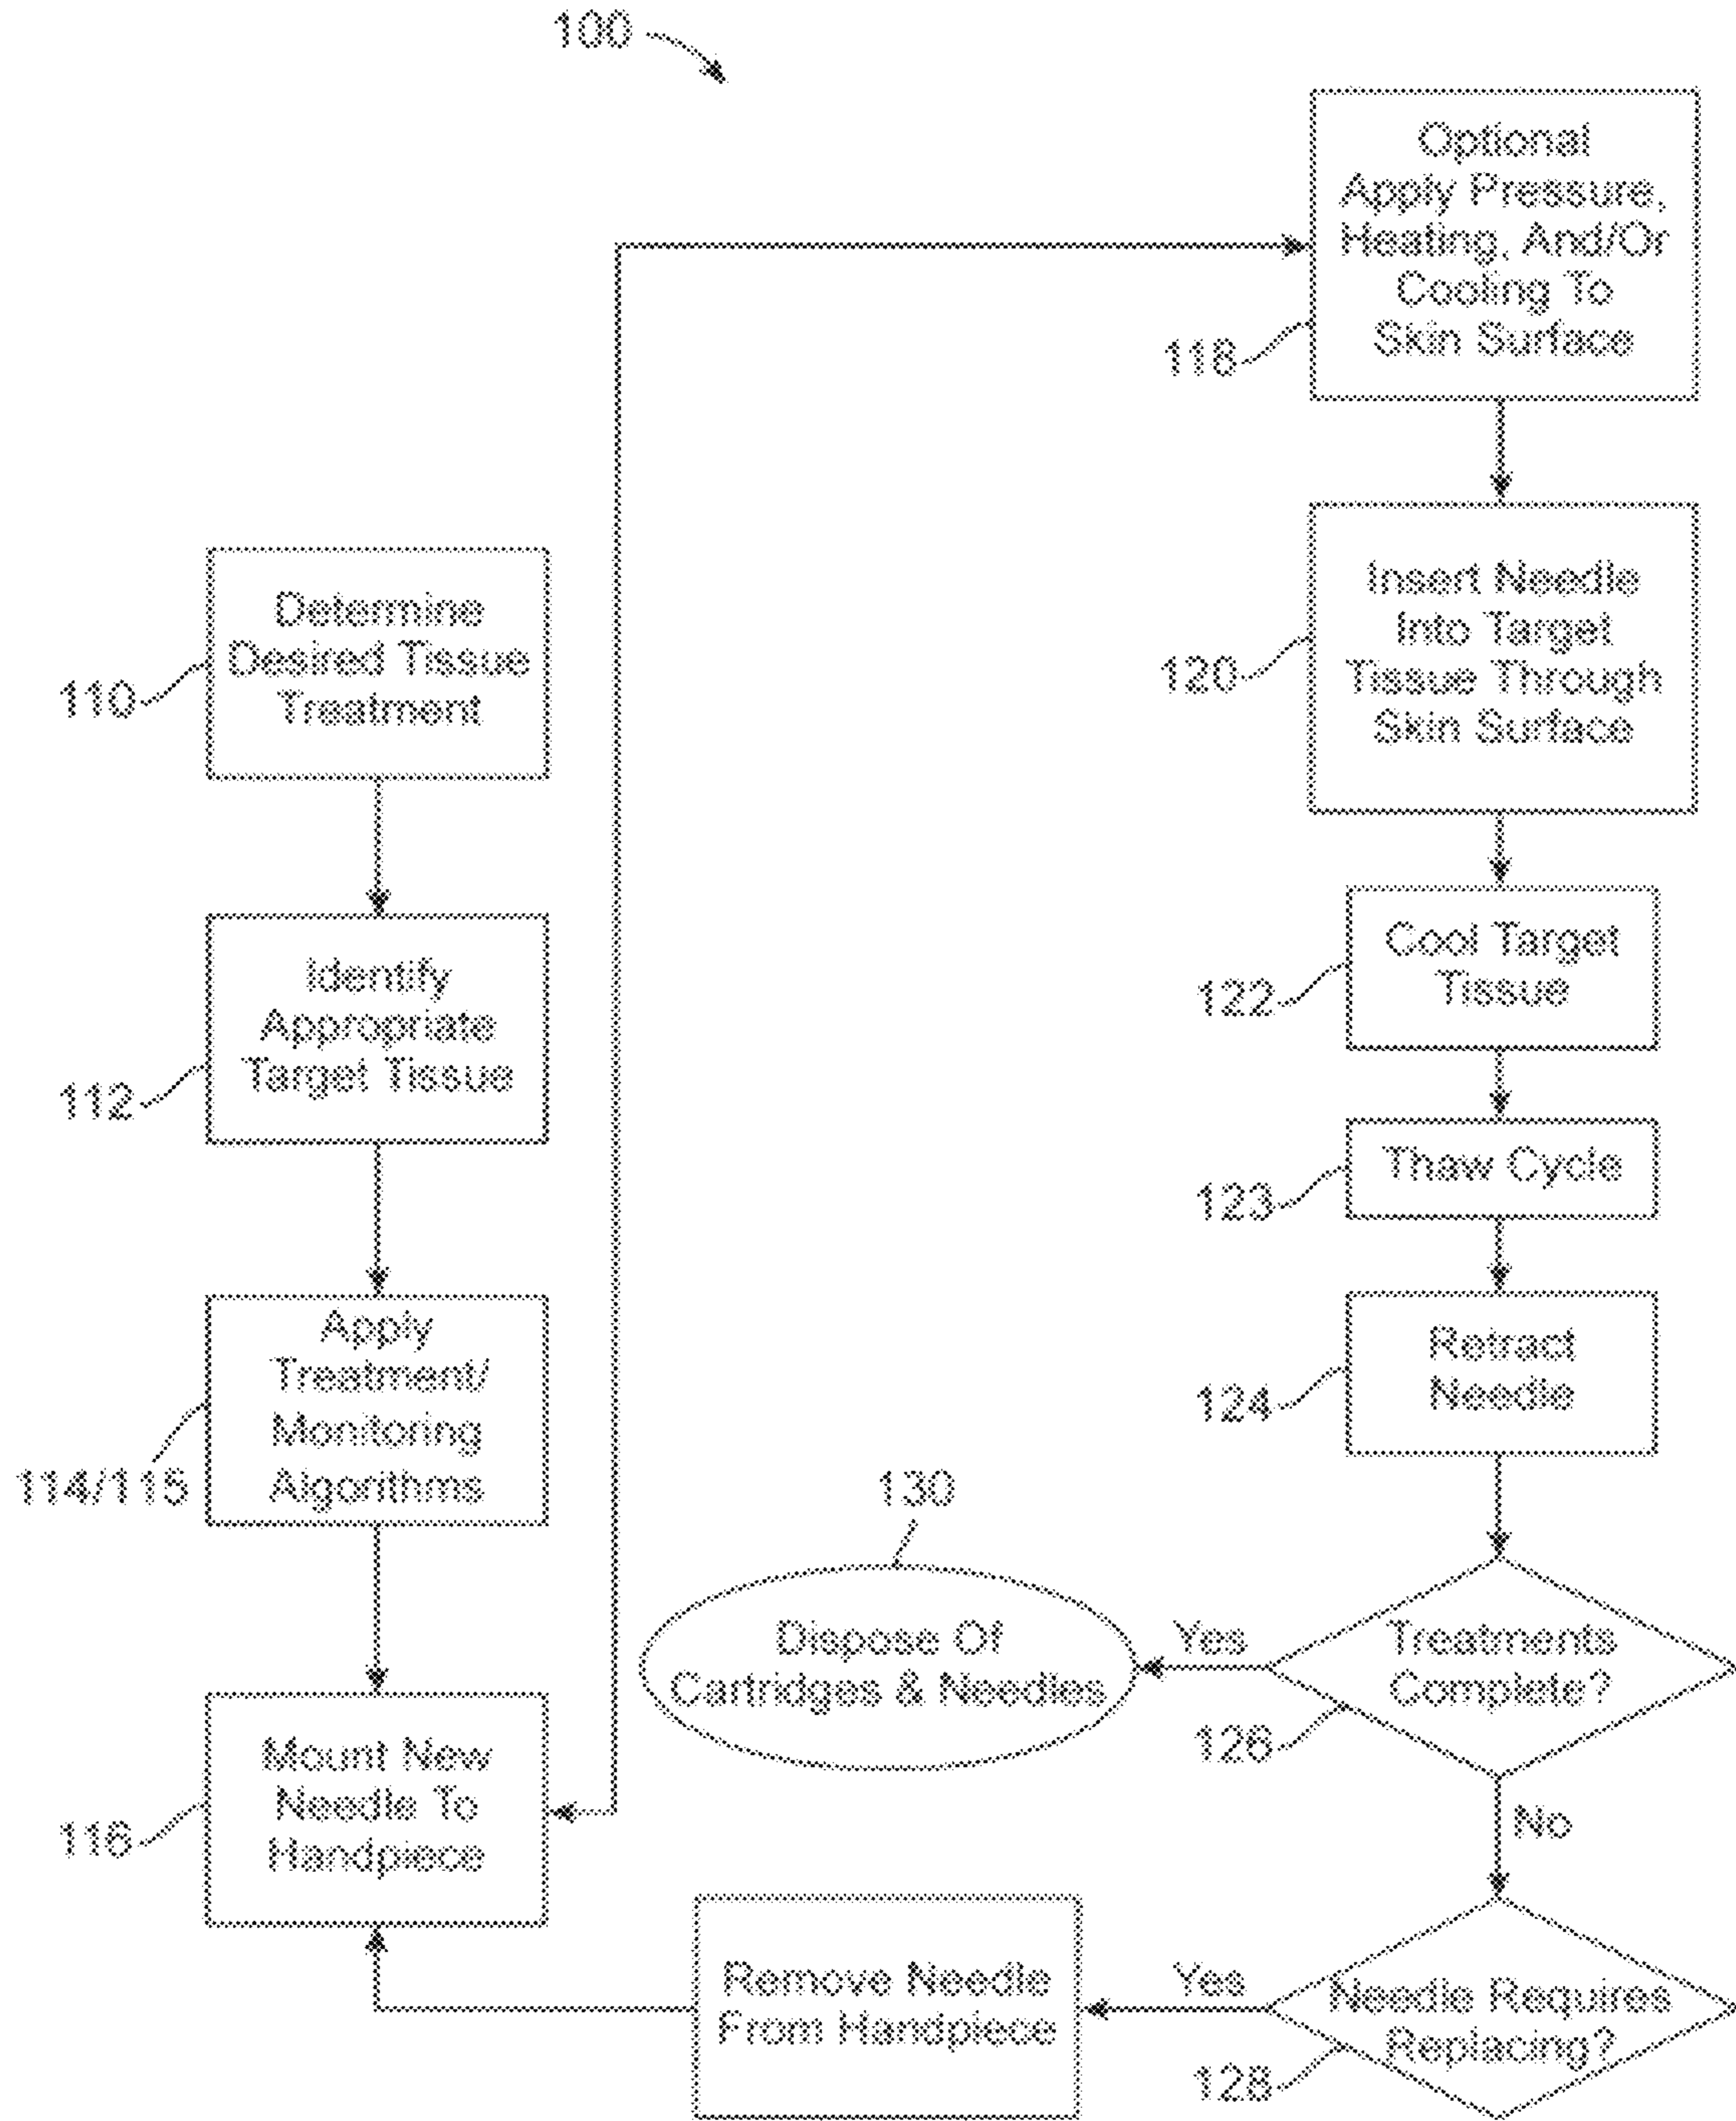 100
Determine
Desired Tissue
Treatment
110
Identify
Appropriate
Target Tissue
112
Apply
Treatment/
Monitoring
Algorithms
114/115
Mount New
Needle To
Handpiece
116
Optional
Apply Pressure,
Heating, And/Or
Cooling To
Skin Surface
118
Insert Needle
Into Target
Tissue Through
Skin Surface
120
Cool Target
Tissue
122
Thaw Cycle
123
Retract
Needle
124
Treatments
Complete?
126
Yes
130
Dispose Of
Cartridges & Needles
No
Needle Requires
Replacing?
128
Yes
Remove Needle
From Handpiece